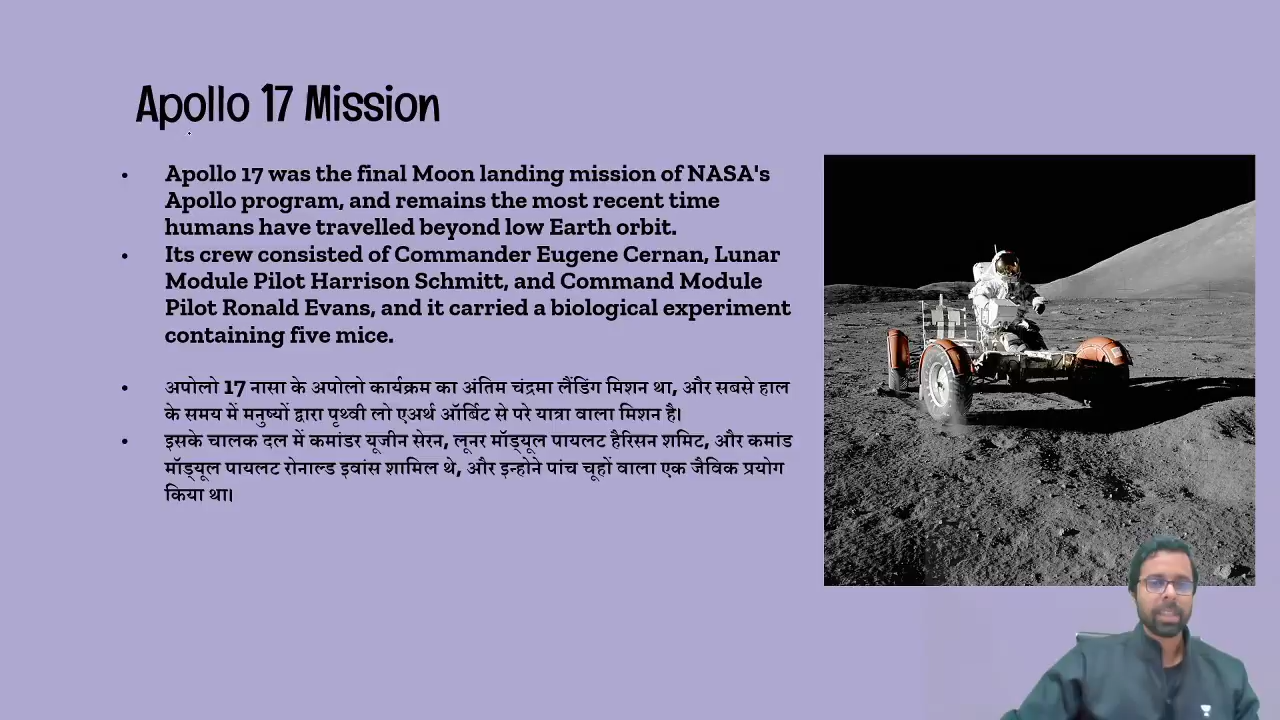 Apollo 17 Mission
• Apollo 17 was the final Moon landing mission of NASA's
Apollo program, and remains the most recent time
humans have travelled beyond low Earth orbit.
• Its crew consisted of Commander Eugene Cernan, Lunar
Module Pilot Harrison Schmitt, and Command Module
Pilot Ronald Evans, and it carried a biological experiment
containing five mice.
• अपोलो 17 नासा के अपोलो कार्यक्रम का अंतिम चंद्रमा लैंडिंग मिशन था, और सबसे हाल
के समय में मनुष्यों द्वारा पृथ्वी लो एअर्थ ऑर्बिट से परे यात्रा वाला मिशन है।
• इसके चालक दल में कमांडर यूजीन सेरन, लूनर मॉड्यूल पायलट हैरिसन शमिट, और कमांड
मॉड्यूल पायलट रोनाल्ड इवांस शामिल थे, और इन्होने पांच चूहों वाला एक जैविक प्रयोग
किया था।